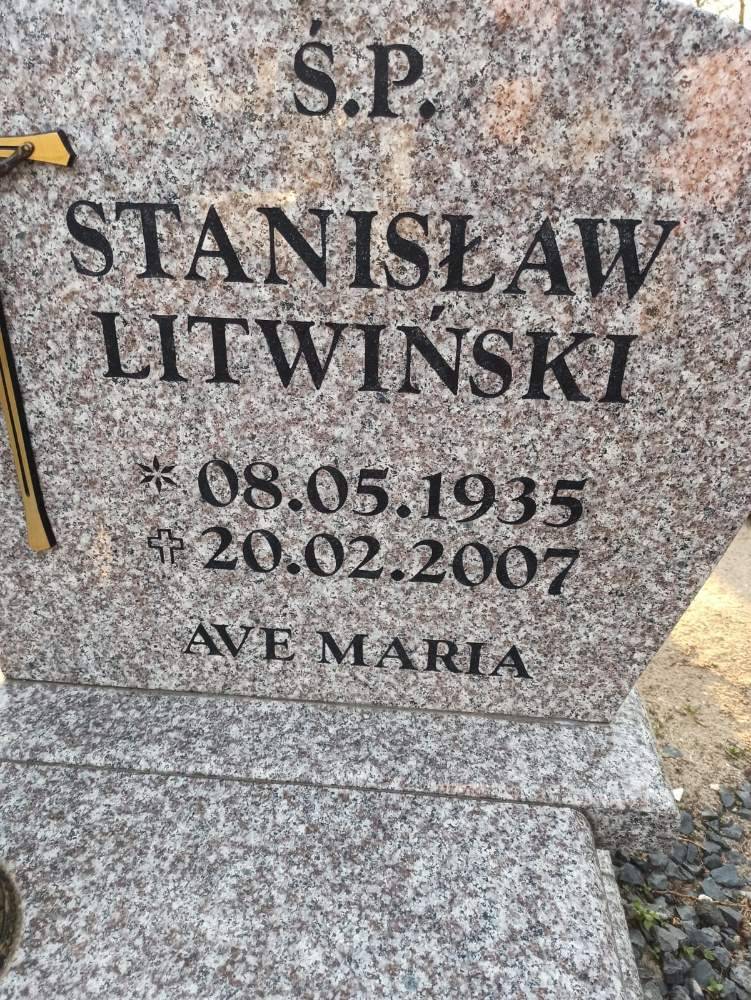 Ś.P.
STANISŁAW
LITWIŃSKI
* 08.05.1935
✝ 20.02.2007
AVE MARIA